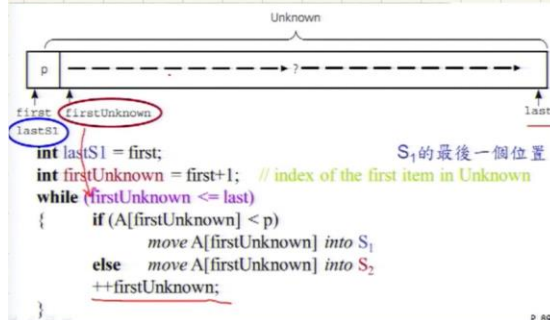 Unknown
p ?
first firstUnknown last
lastS1
int lastS1 = first; S1的最後一個位置
int firstUnknown = first+1; // index of the first item in Unknown
while (firstUnknown <= last)
{ if (A[firstUnknown] < p)
move A[firstUnknown] into S1
else move A[firstUnknown] into S2
++firstUnknown;
}
P.89